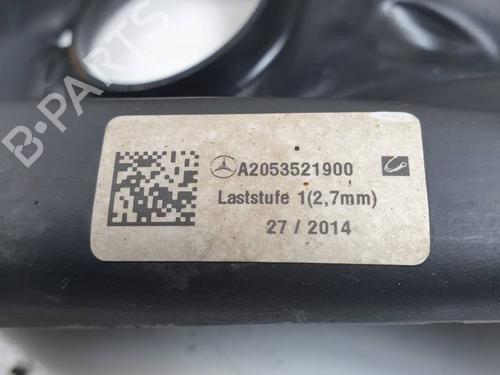 A2053521900
Laststufe 1(2,7mm)
27 / 2014
B-PARTS